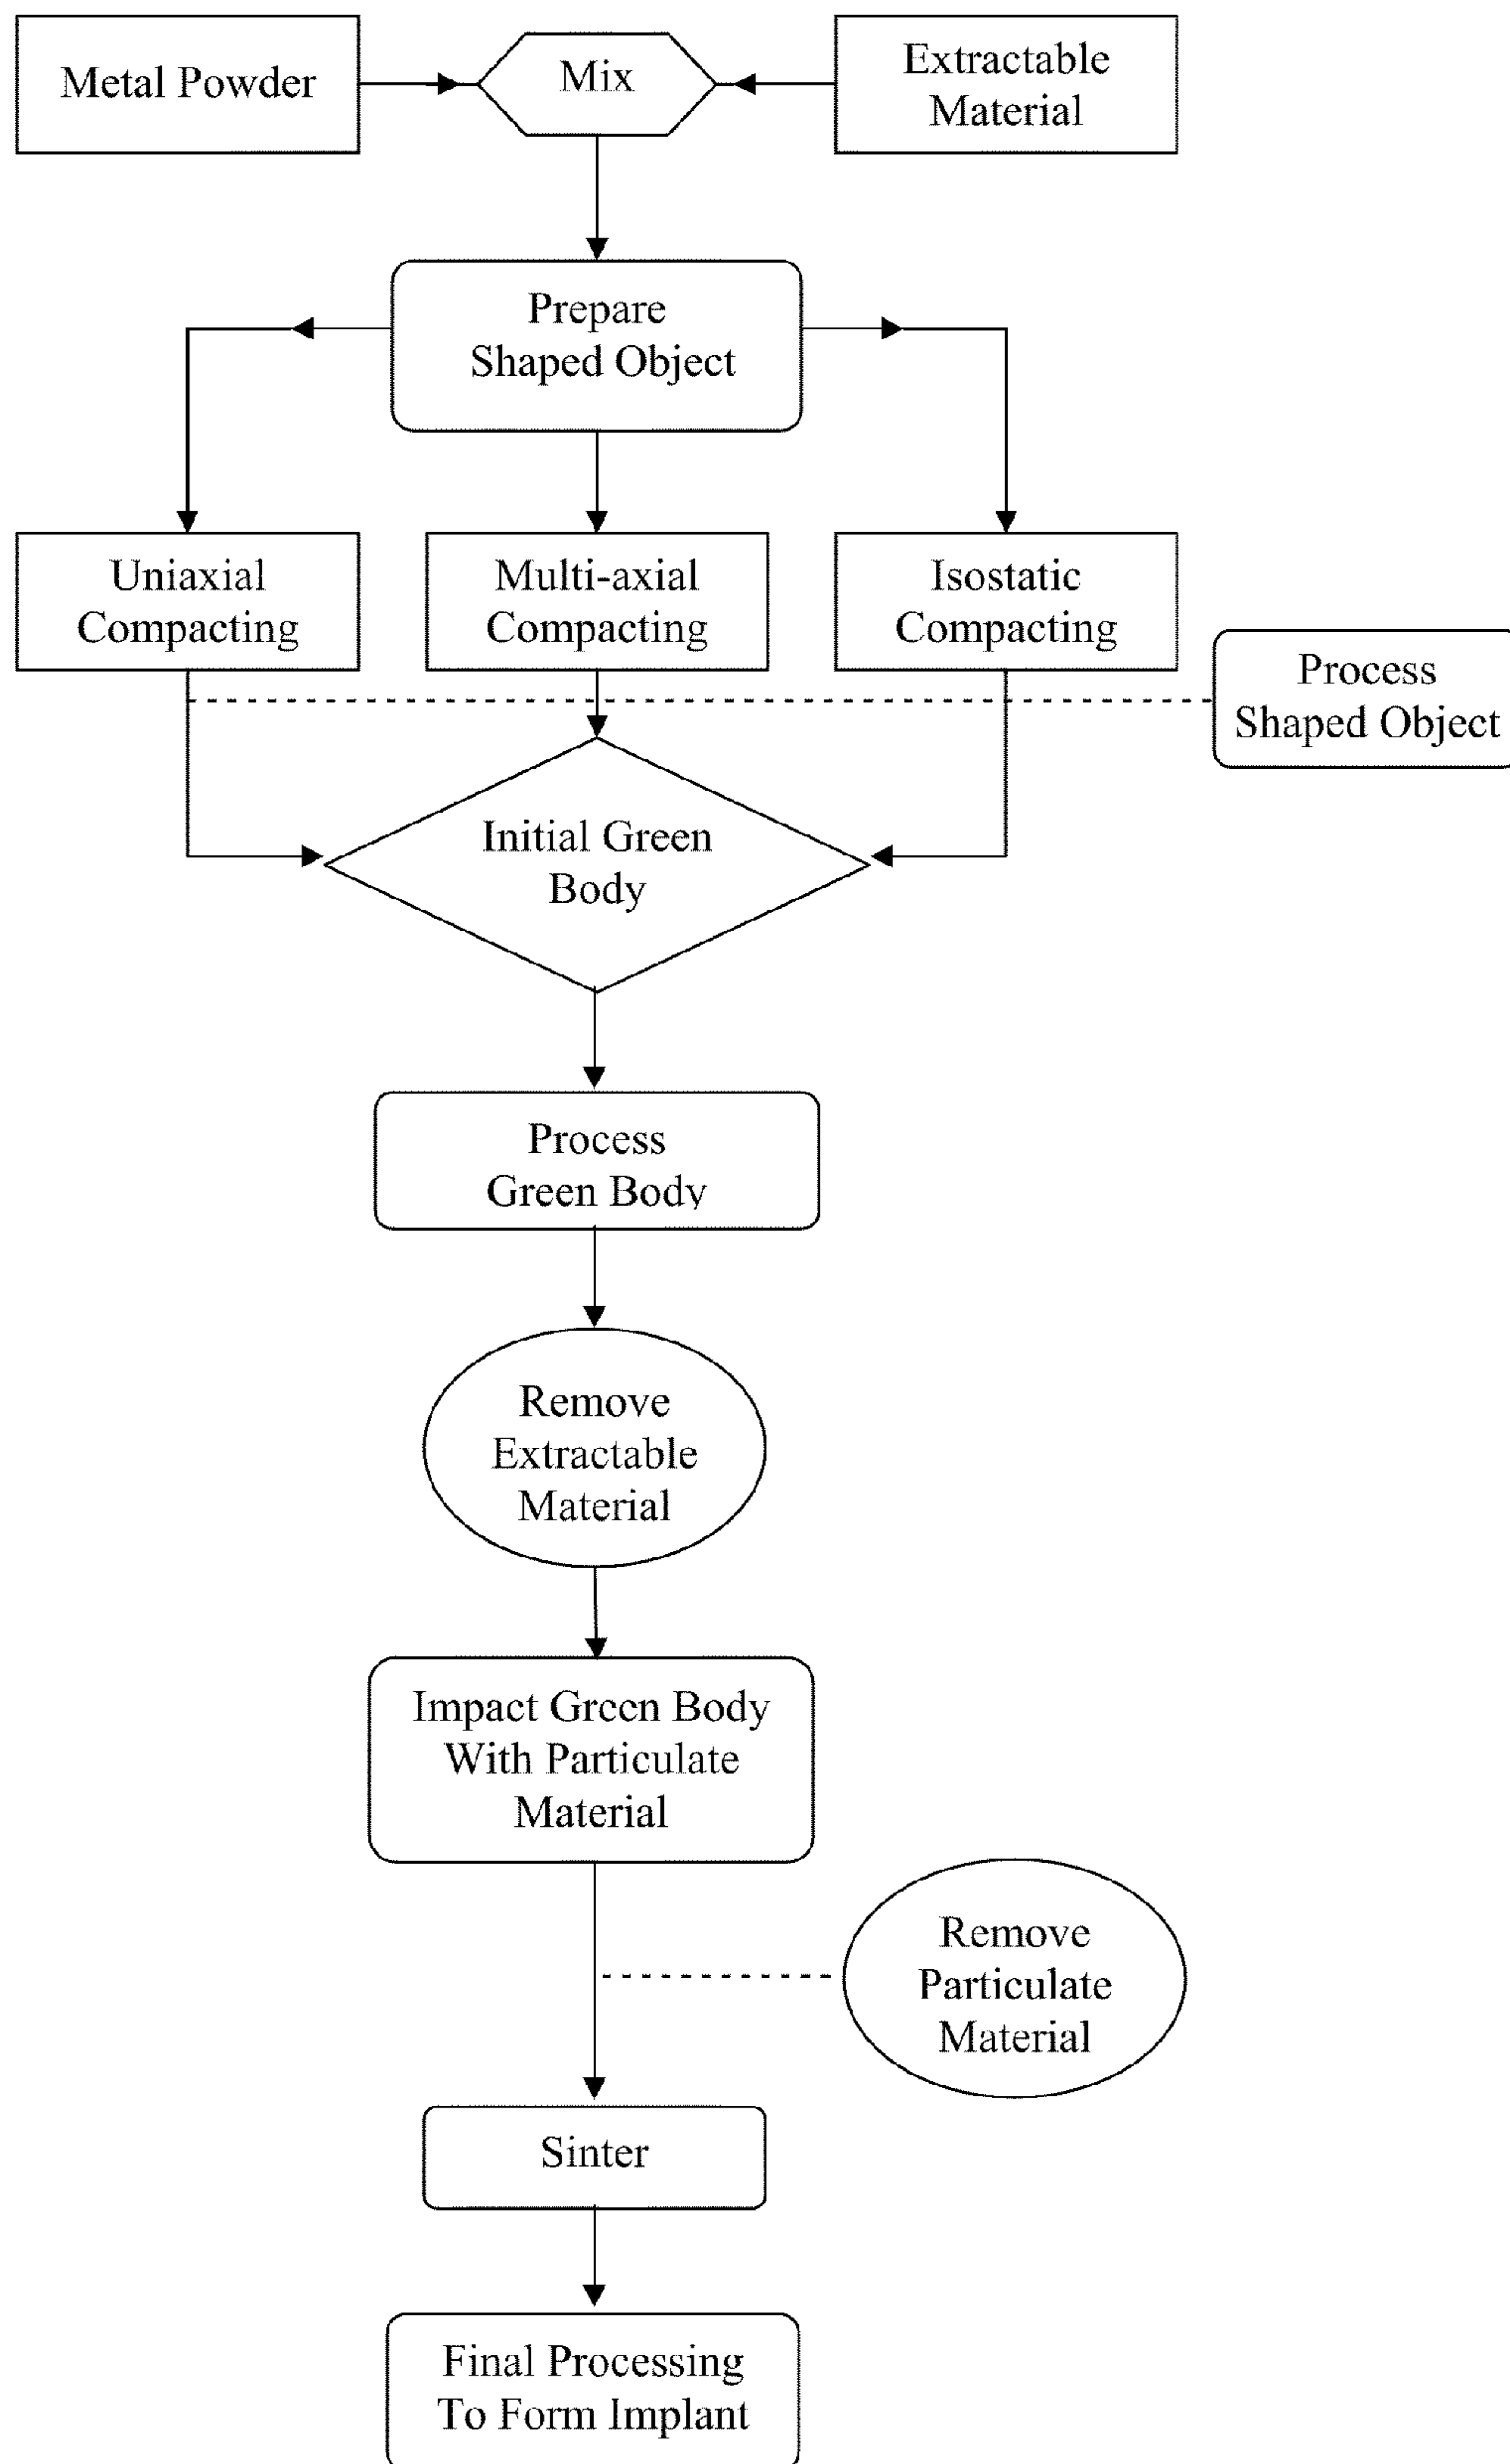 Metal Powder
Mix
Extractable
Material
Prepare
Shaped Object
Uniaxial
Compacting
Multi-axial
Compacting
Isostatic
Compacting
Process
Shaped Object
Initial Green
Body
Process
Green Body
Remove
Extractable
Material
Impact Green Body
With Particulate
Material
Remove
Particulate
Material
Sinter
Final Processing
To Form Implant